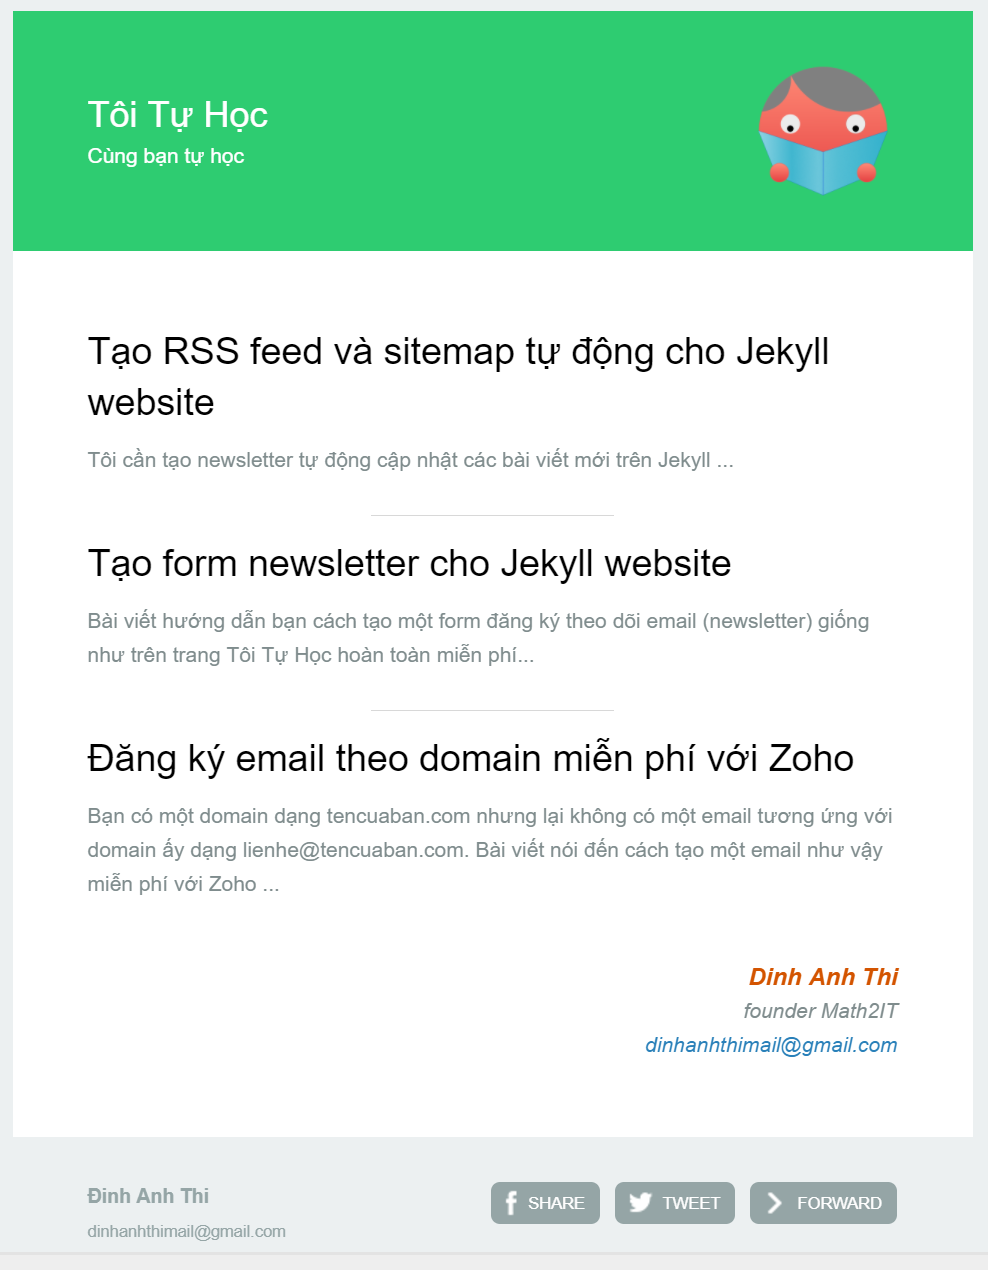 Tôi Tự Học
Cùng bạn tự học
Tạo RSS feed và sitemap tự động cho Jekyll
website
Tôi cần tạo newsletter tự động cập nhật các bài viết mới trên Jekyll ...
Tạo form newsletter cho Jekyll website
Bài viết hướng dẫn bạn cách tạo một form đăng ký theo dõi email (newsletter) giống
như trên trang Tôi Tự Học hoàn toàn miễn phí...
Đăng ký email theo domain miễn phí với Zoho
Bạn có một domain dạng tencuaban.com nhưng lại không có một email tương ứng với
domain ấy dạng lienhe@tencuaban.com. Bài viết nói đến cách tạo một email như vậy
miễn phí với Zoho ...
Dinh Anh Thi
founder Math2IT
dinhanhthimail@gmail.com
Đinh Anh Thi
dinhanhthimail@gmail.com
SHARE
TWEET
FORWARD